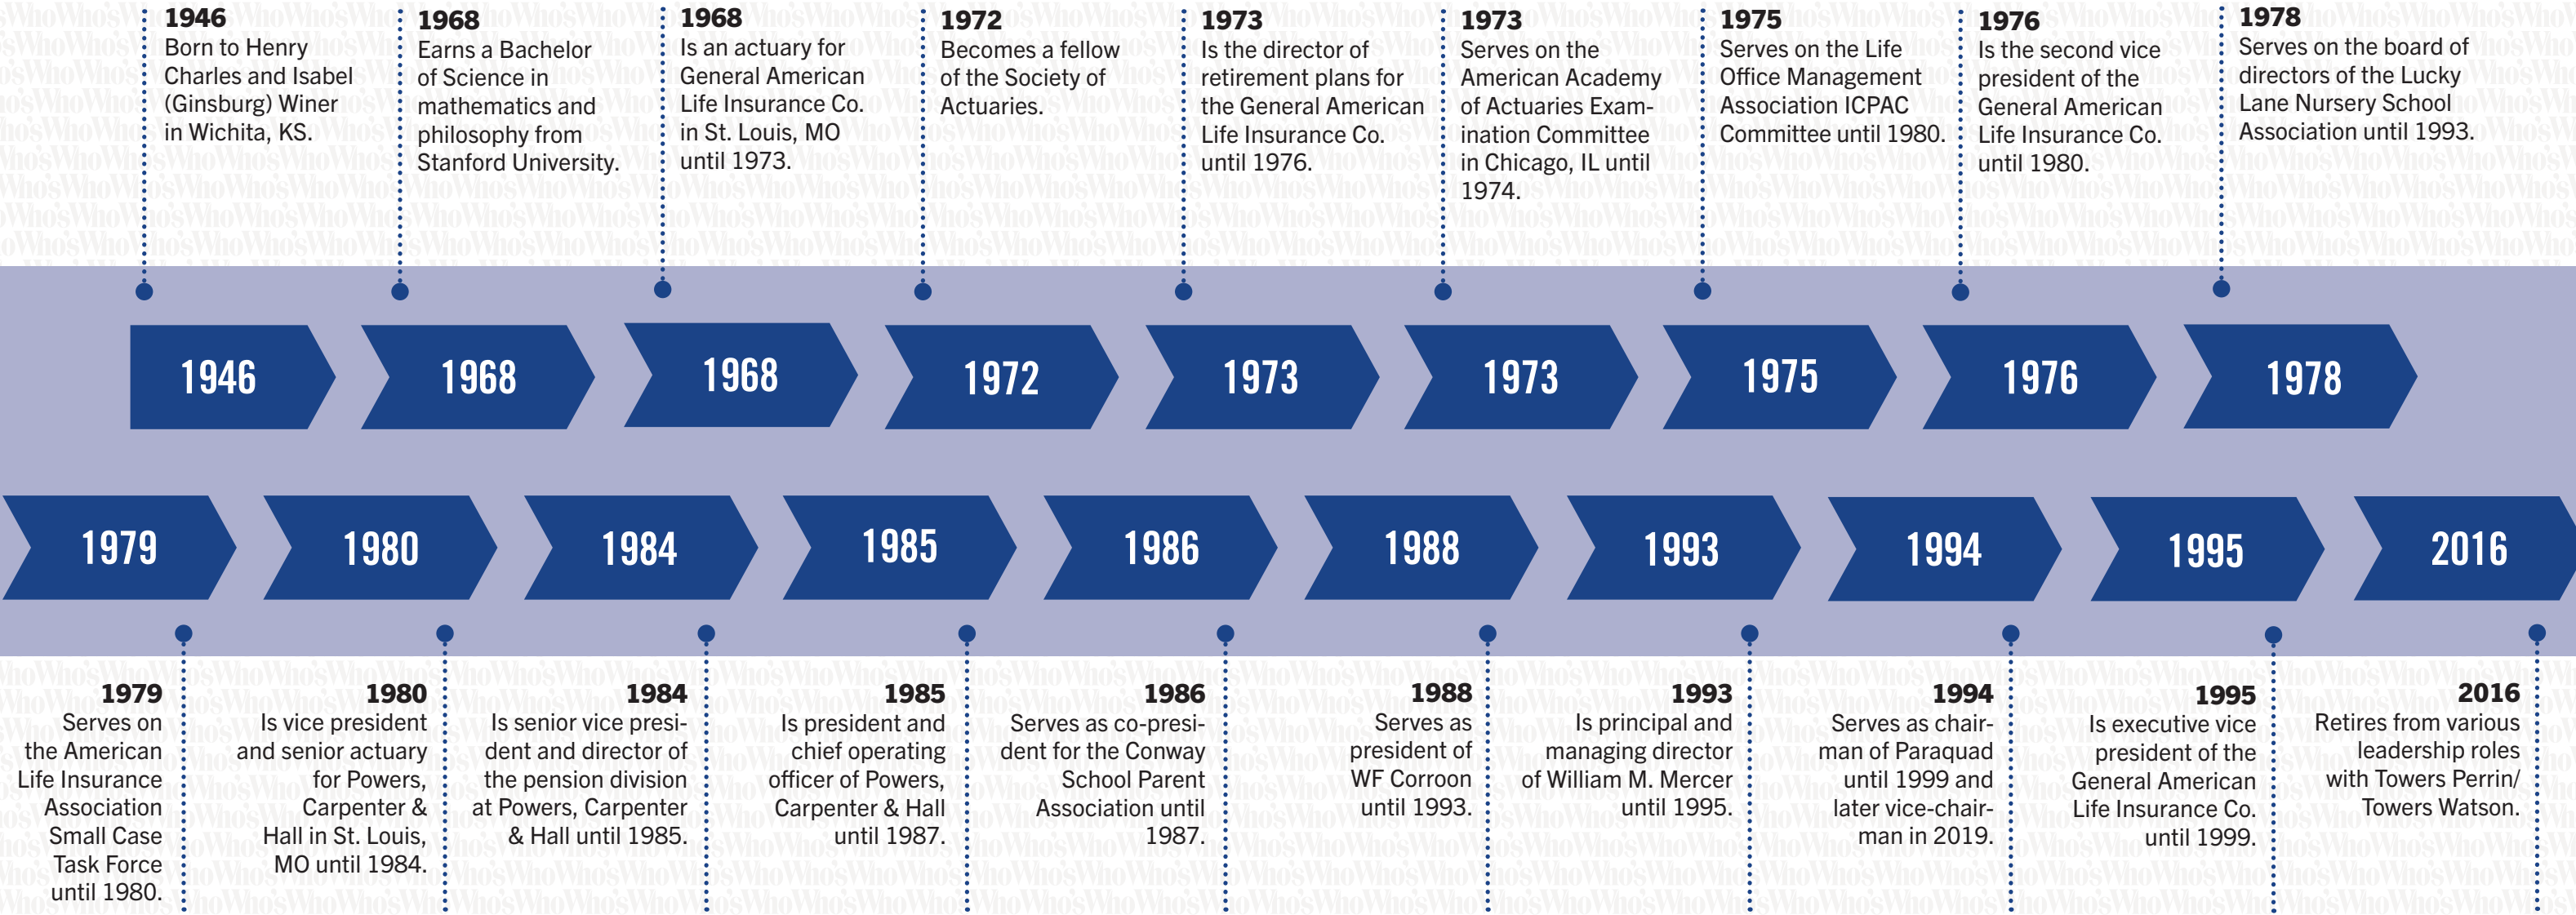 1946
Born to Henry
Charles and Isabel
(Ginsburg) Winer
in Wichita, KS.
1968
Earns a Bachelor
of Science in
mathematics and
philosophy from
Stanford University.
1968
Is an actuary for
General American
Life Insurance Co.
in St. Louis, MO
until 1973.
1972
Becomes a fellow
of the Society of
Actuaries.
1973
Is the director of
retirement plans for
the General American
Life Insurance Co.
until 1976.
1973
Serves on the
American Academy
of Actuaries Exam-
ination Committee
in Chicago, IL until
1974.
1975
Serves on the Life
Office Management
Association ICPAC
Committee until 1980.
1976
Is the second vice
president of the
General American
Life Insurance Co.
until 1980.
1978
Serves on the board of
directors of the Lucky
Lane Nursery School
Association until 1993.
1946
1968
1968
1972
1973
1973
1975
1976
1978
1979
1980
1984
1985
1986
1988
1993
1994
1995
2016
1979
Serves on
the American
Life Insurance
Association
Small Case
Task Force
until 1980.
1980
Is vice president
and senior actuary
for Powers,
Carpenter &
Hall in St. Louis,
MO until 1984.
1984
Is senior vice presi-
dent and director of
the pension division
at Powers, Carpenter
& Hall until 1985.
1985
Is president and
chief operating
officer of Powers,
Carpenter & Hall
until 1987.
1986
Serves as co-presi-
dent for the Conway
School Parent
Association until
1987.
1988
Serves as
president of
WF Corroon
until 1993.
1993
Is principal and
managing director
of William M. Mercer
until 1995.
1994
Serves as chair-
man of Paraquad
until 1999 and
later vice-chair-
man in 2019.
1995
Is executive vice
president of the
General American
Life Insurance Co.
until 1999.
2016
Retires from various
leadership roles
with Towers Perrin/
Towers Watson.